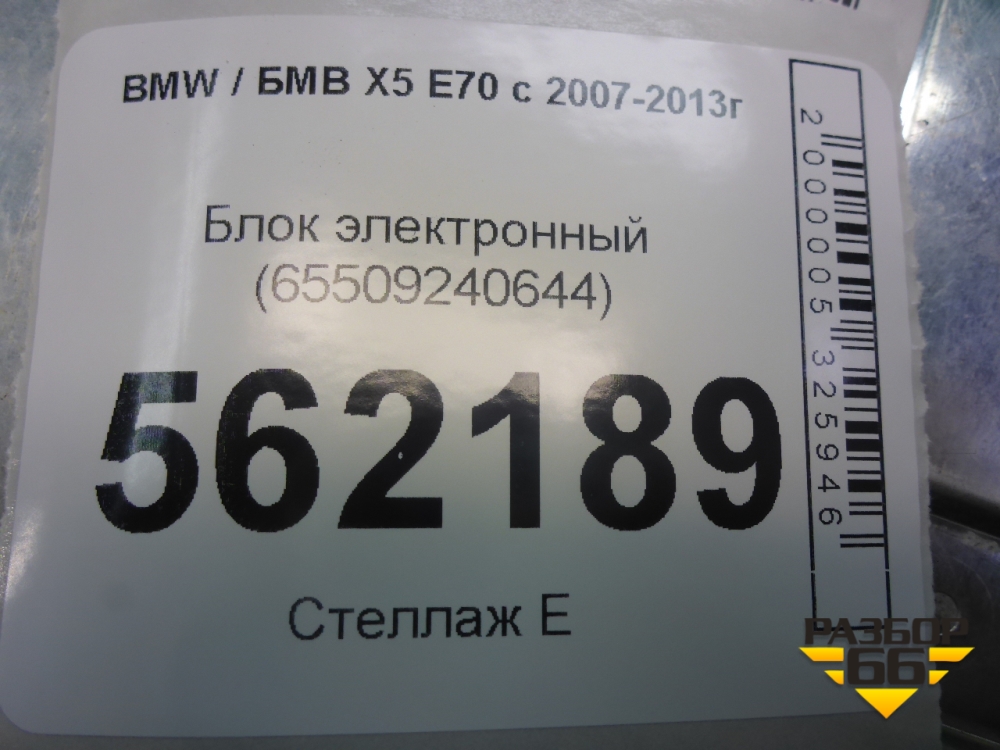 BMW / БМВ X5 E70 с 2007-2013г
Блок электронный
(65509240644)
562189
Стеллаж Е
2000005325946
РАЗБОР
66